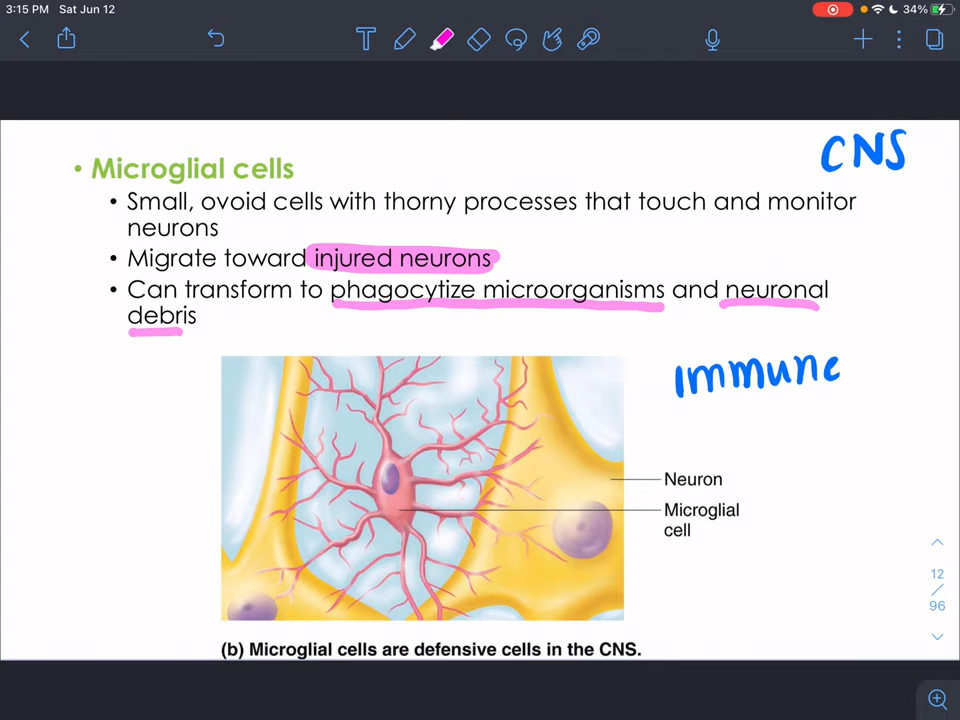 3:15 PM Sat Jun 12
34%
CNS
• Microglial cells
• Small, ovoid cells with thorny processes that touch and monitor
neurons
• Migrate toward injured neurons
• Can transform to phagocytize microorganisms and neuronal
debris
Immune
Neuron
Microglial
cell
12
/
96
(b) Microglial cells are defensive cells in the CNS.